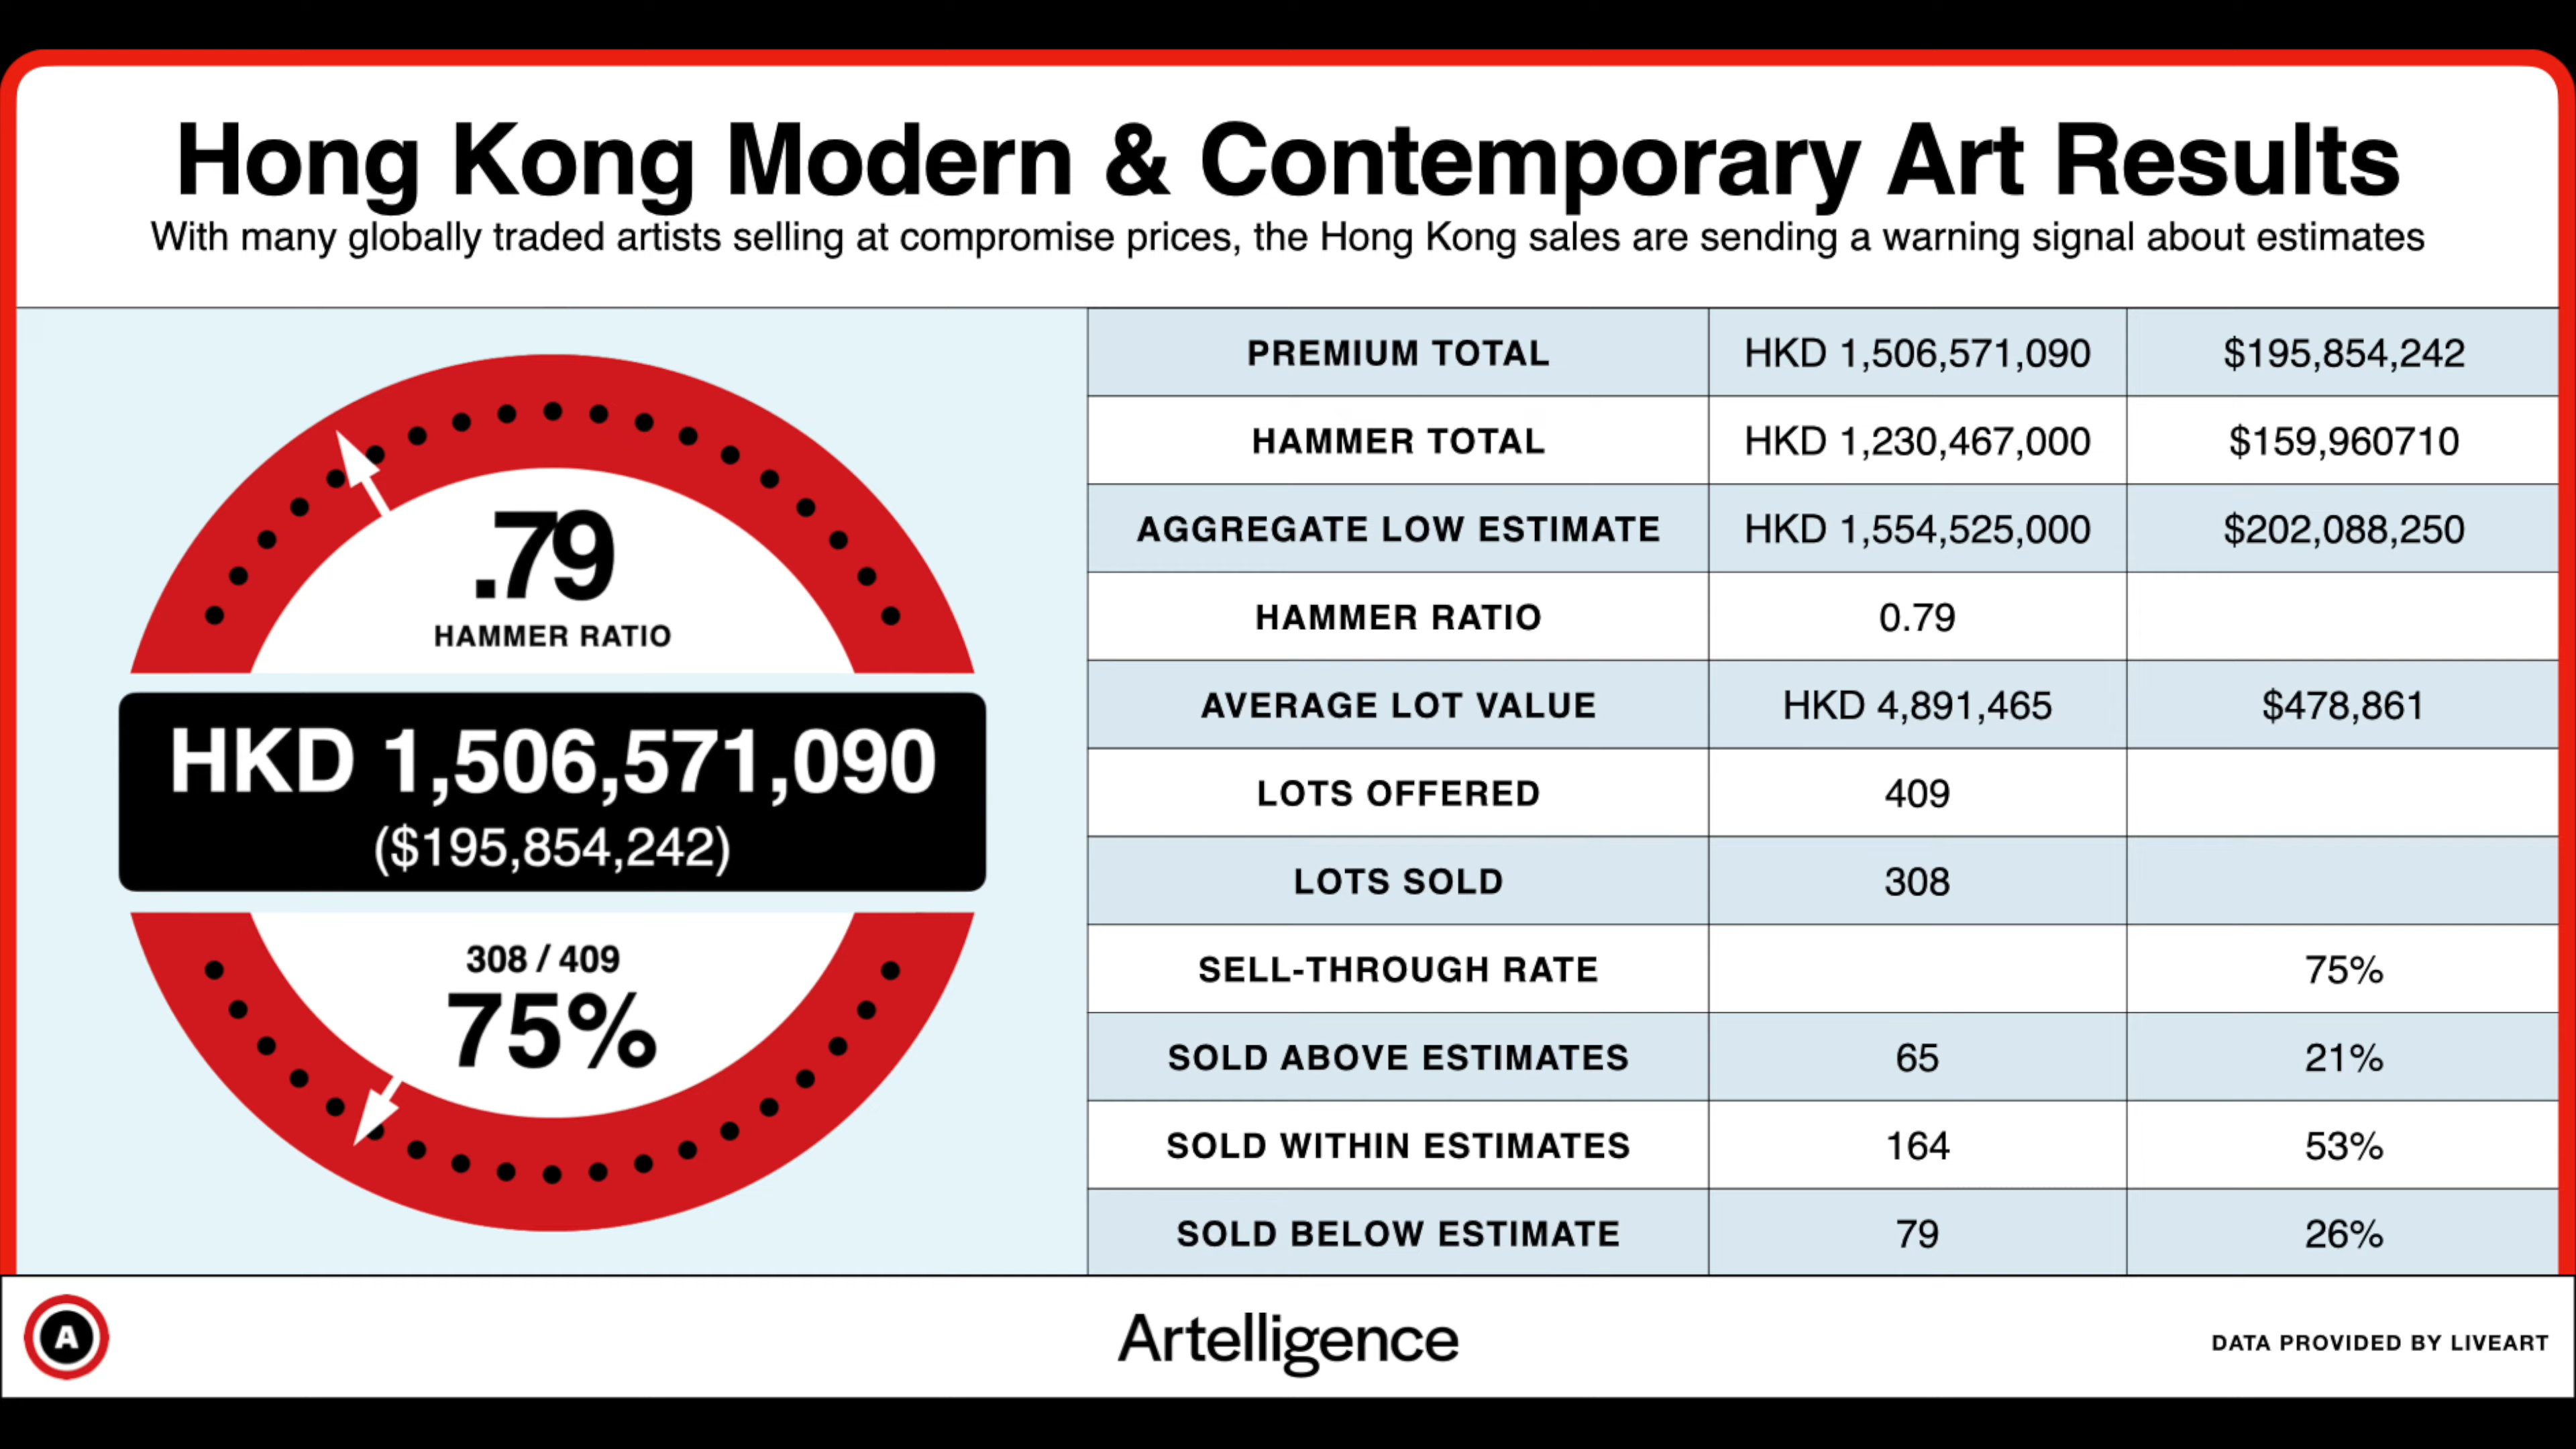 Hong Kong Modern & Contemporary Art Results
With many globally traded artists selling at compromise prices, the Hong Kong sales are sending a warning signal about estimates
.79
HAMMER RATIO
HKD 1,506,571,090
($195,854,242)
308 / 409
75%
PREMIUM TOTAL HKD 1,506,571,090 $195,854,242
HAMMER TOTAL HKD 1,230,467,000 $159,960710
AGGREGATE LOW ESTIMATE HKD 1,554,525,000 $202,088,250
HAMMER RATIO 0.79
AVERAGE LOT VALUE HKD 4,891,465 $478,861
LOTS OFFERED 409
LOTS SOLD 308
SELL-THROUGH RATE 75%
SOLD ABOVE ESTIMATES 65 21%
SOLD WITHIN ESTIMATES 164 53%
SOLD BELOW ESTIMATE 79 26%
A
Artelligence
DATA PROVIDED BY LIVEART